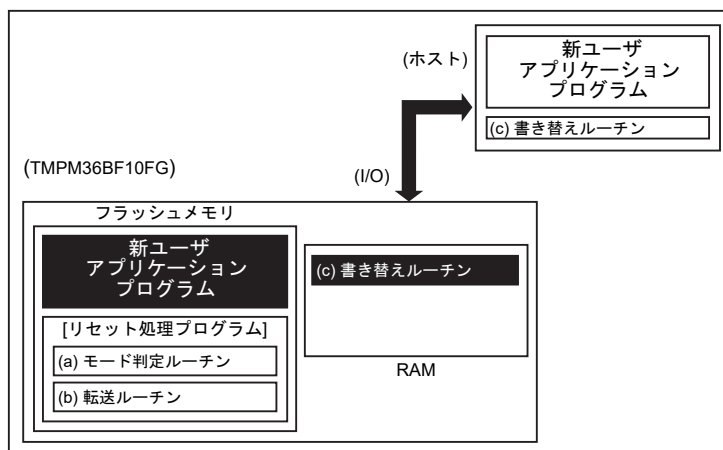 (ホスト)
新ユーザ
アプリケーション
プログラム
(c) 書き替えルーチン
(TMPM36BF10FG)
(I/O)
フラッシュメモリ
新ユーザ
アプリケーション
プログラム
[リセット処理プログラム]
(a) モード判定ルーチン
(b) 転送ルーチン
(c) 書き替えルーチン
RAM